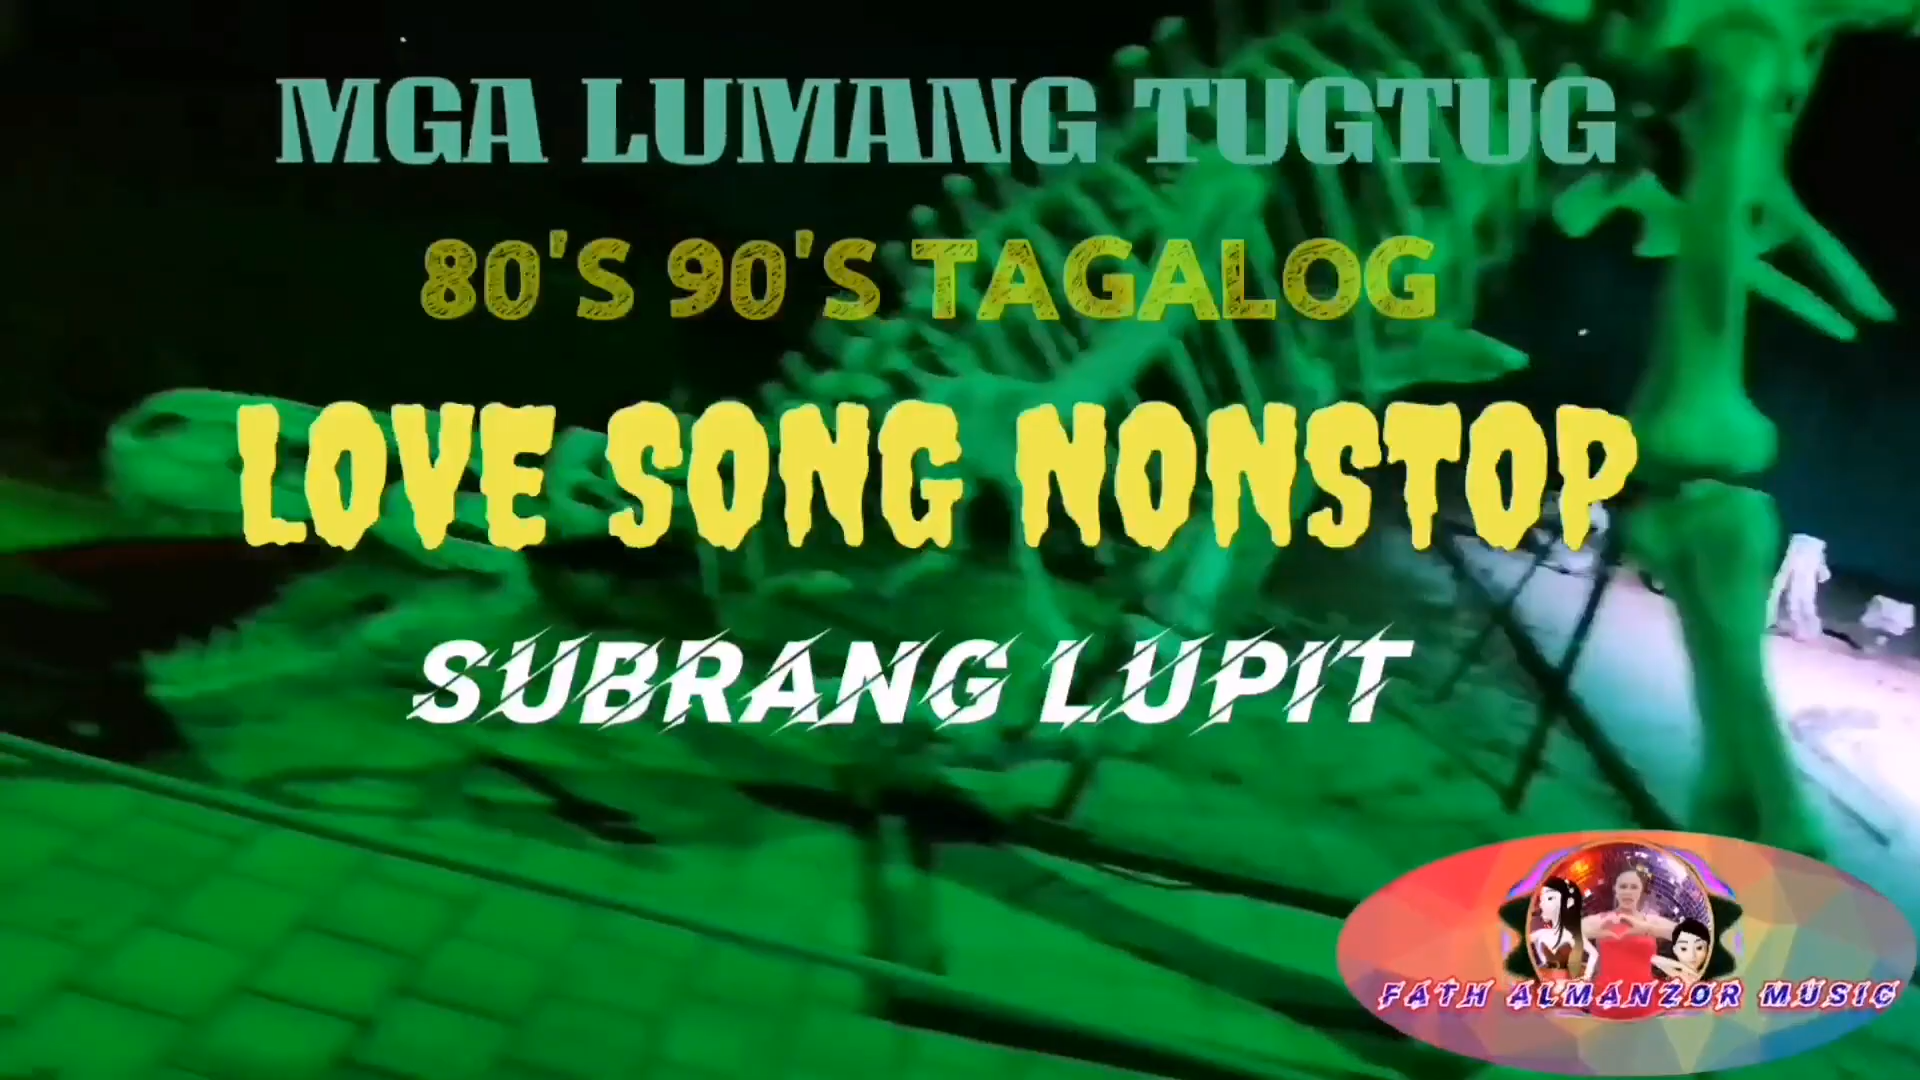 MGA LUMANG TUGTUG
80'S 90'S TAGALOG
LOVE SONG NONSTOP
SUBRANG LUPIT
FATH ALMANZOR MUSIC